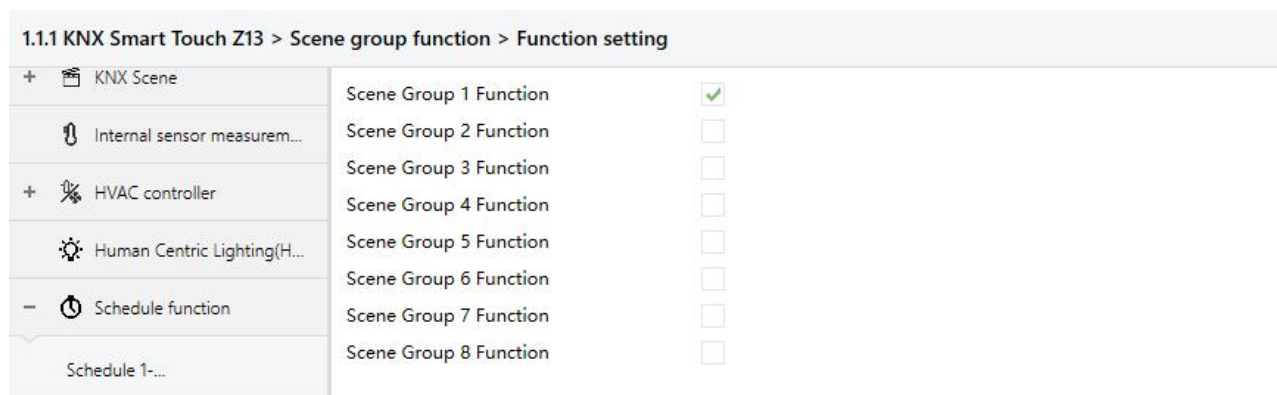 1.1.1 KNX Smart Touch Z13 > Scene group function > Function setting
+ KNX Scene
Internal sensor measurem...
+ HVAC controller
Human Centric Lighting(H...
− Schedule function
Schedule 1-...
Scene Group 1 Function
Scene Group 2 Function
Scene Group 3 Function
Scene Group 4 Function
Scene Group 5 Function
Scene Group 6 Function
Scene Group 7 Function
Scene Group 8 Function